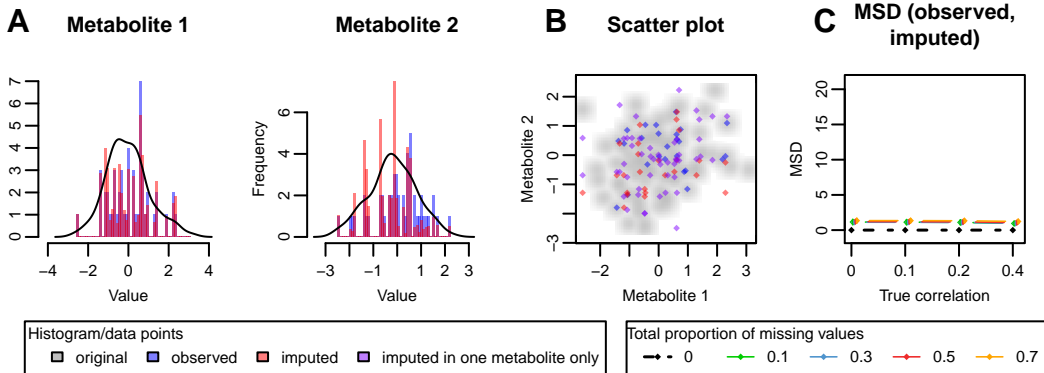 A
Metabolite 1
Metabolite 2
B
Scatter plot
C
MSD (observed,
imputed)
0 1 2 3 4 5 6 7
−4 −2 0 2 4
Value
Frequency
0 2 4 6
−3 −1 1 2 3
Value
Metabolite 2
−3 −1 0 1 2
−2 0 1 2 3
Metabolite 1
MSD
0 5 10 15 20
0 0.1 0.2 0.4
True correlation
Histogram/data points
original observed imputed imputed in one metabolite only
Total proportion of missing values
0 0.1 0.3 0.5 0.7